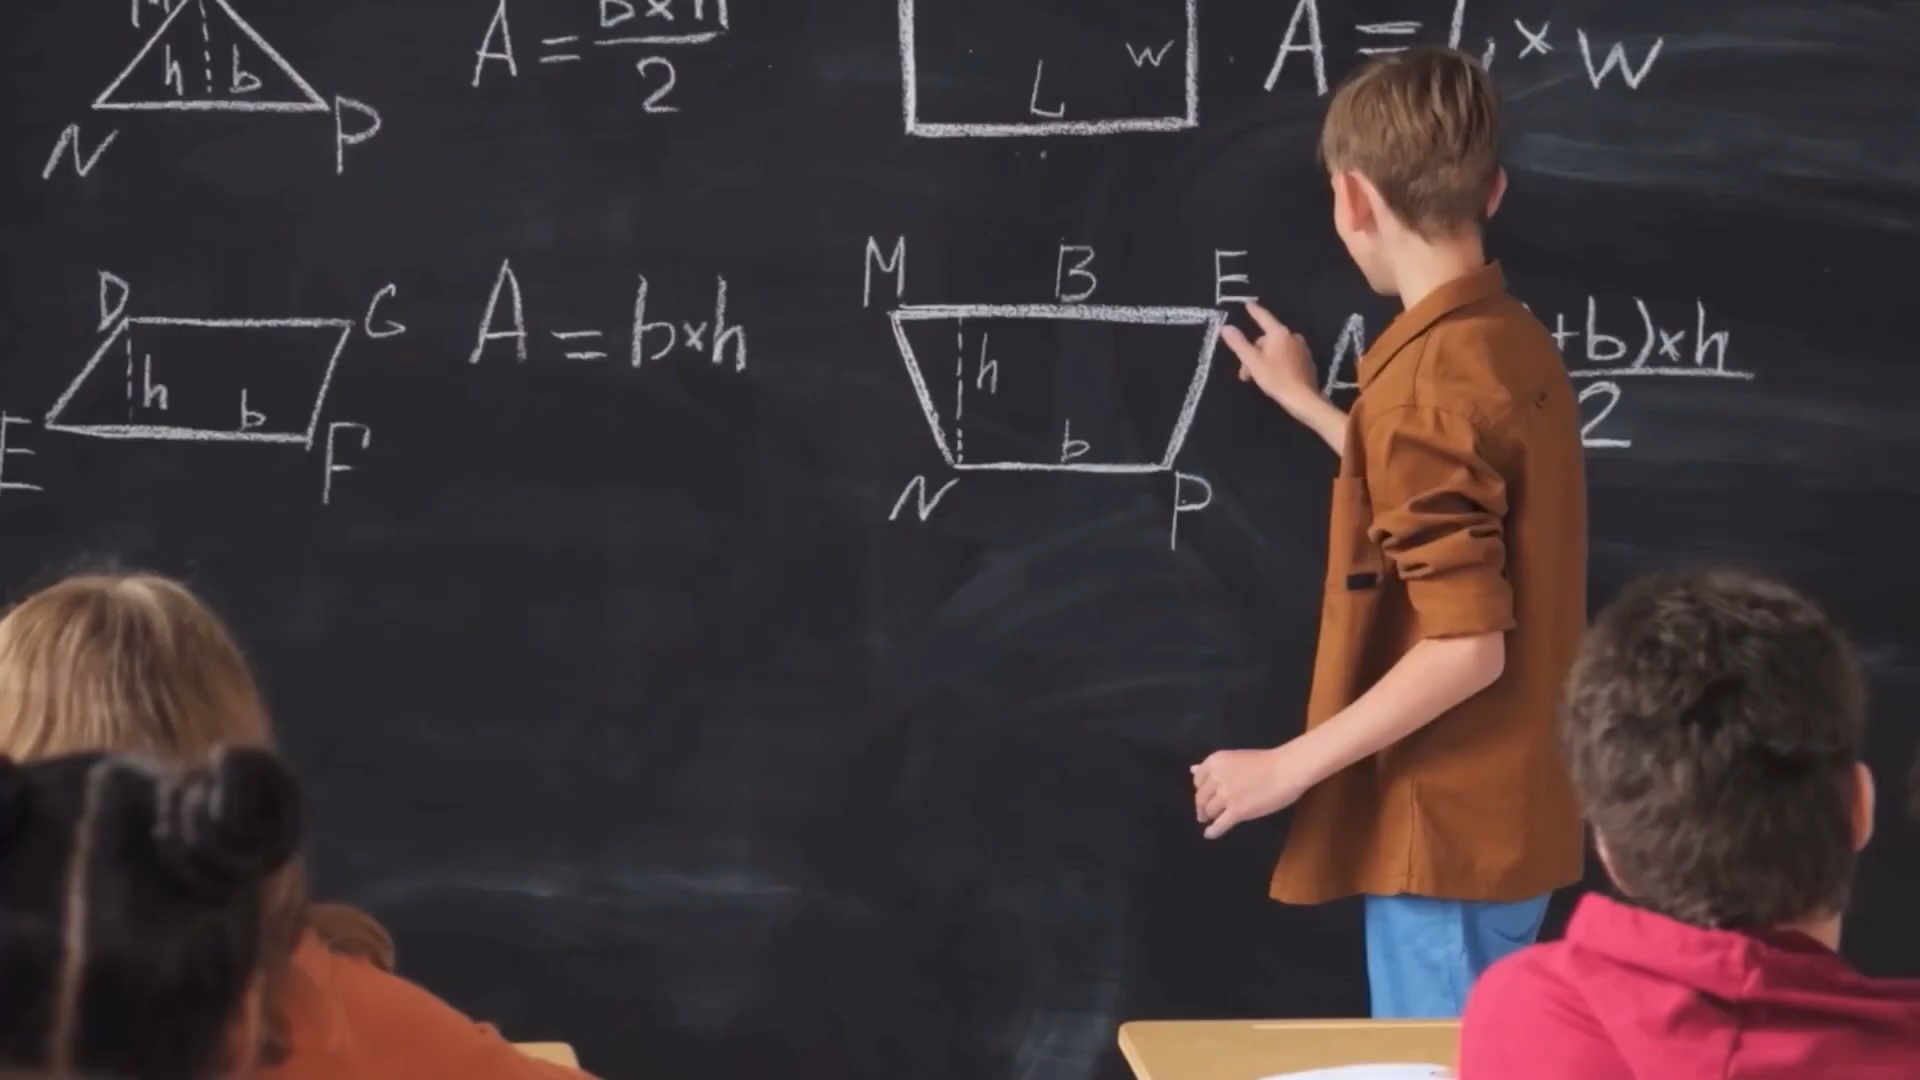 h b
N P
A = b×h
2
L w
A = L × w
D G
h b
E F
A = b×h
M B E
h
b
N P
A +b)×h
2